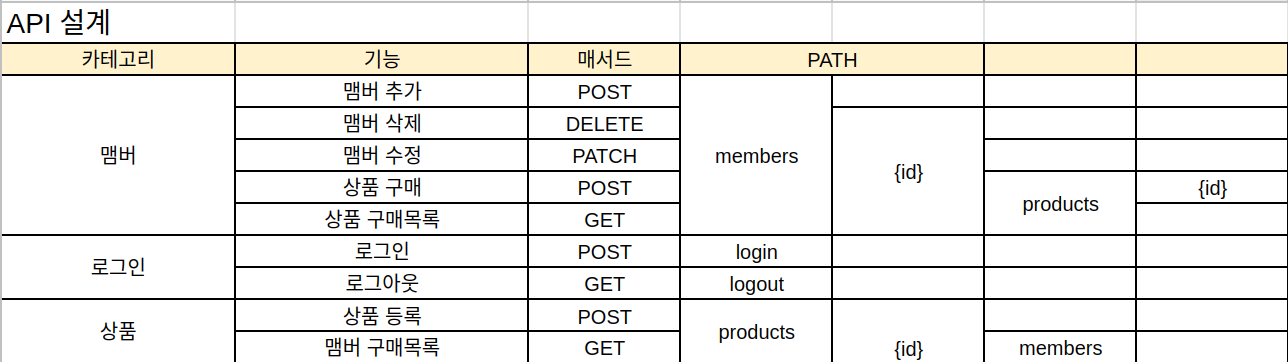 API 설계
카테고리 기능 매서드 PATH
맴버 추가 POST
맴버 삭제 DELETE
맴버 맴버 수정 PATCH members {id}
상품 구매 POST products {id}
상품 구매목록 GET
로그인 로그인 POST login
로그아웃 GET logout
상품 상품 등록 POST products
맴버 구매목록 GET {id} members